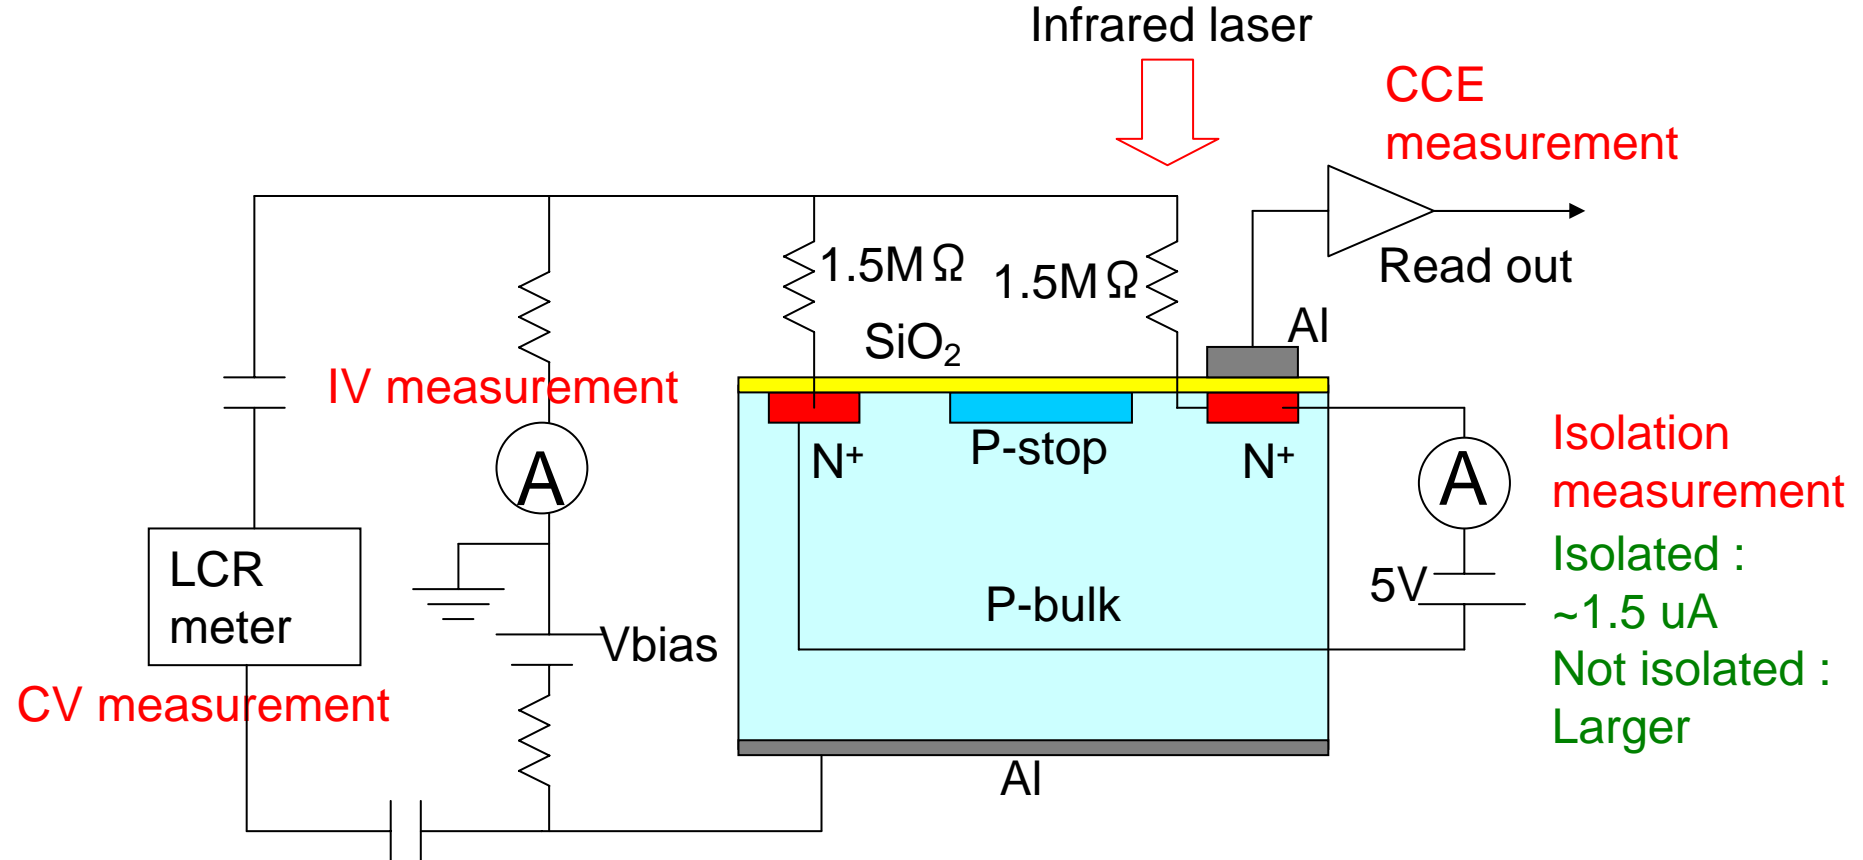 Infrared laser
CCE
measurement
Read out
1.5MΩ
1.5MΩ
Al
SiO2
IV measurement
A
N+
P-stop
N+
A
Isolation
measurement
Isolated :
~1.5 uA
Not isolated :
Larger
LCR
meter
5V
P-bulk
Vbias
CV measurement
Al